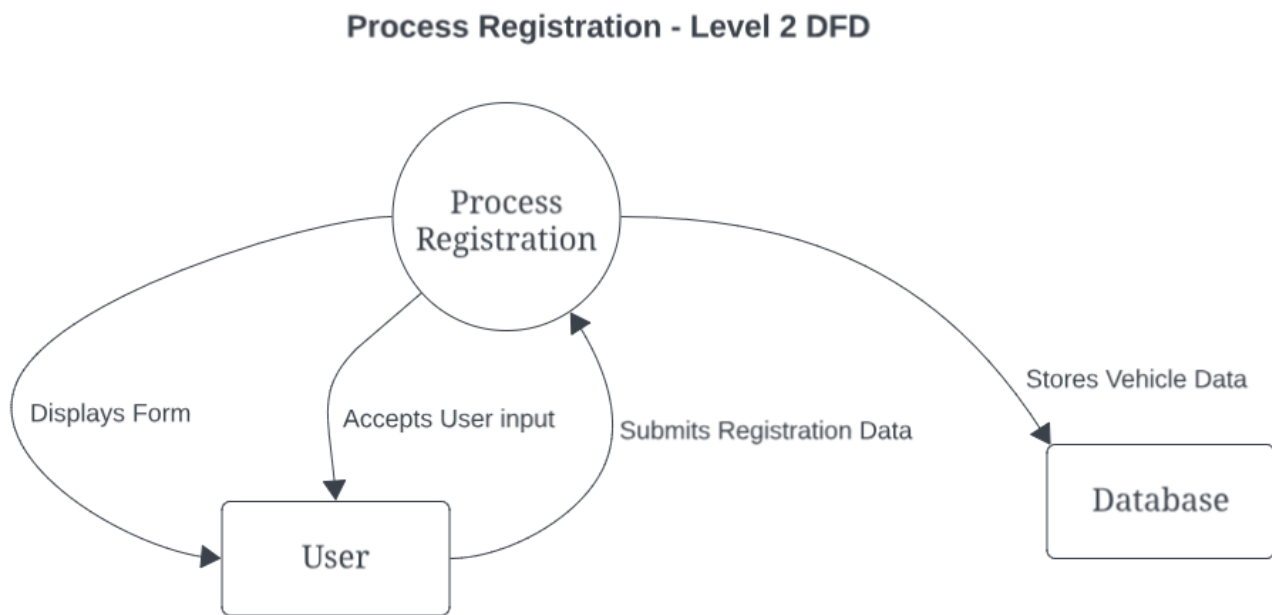 Process Registration - Level 2 DFD
Process
Registration
Displays Form
Accepts User input
Submits Registration Data
Stores Vehicle Data
User
Database